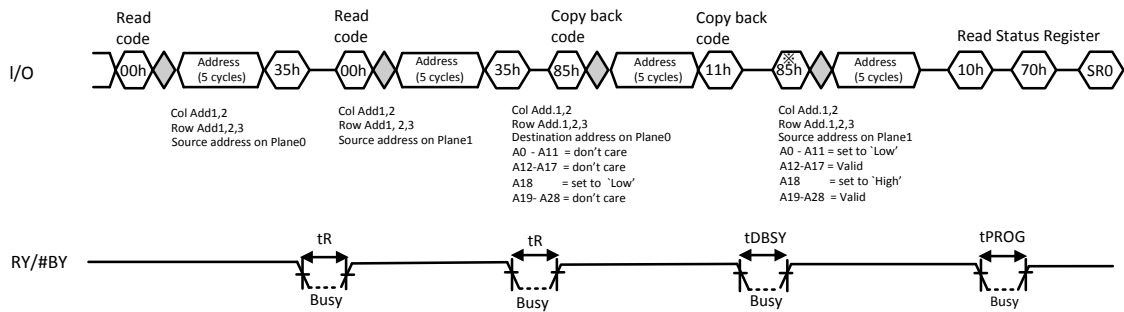 Read
code
Read
code
Copy back
code
Copy back
code
Read Status Register
I/O
00h
Address
(5 cycles)
35h
00h
Address
(5 cycles)
35h
85h
Address
(5 cycles)
11h
※
85h
Address
(5 cycles)
10h
70h
SR0
Col Add1,2
Row Add1,2,3
Source address on Plane0
Col Add1,2
Row Add1, 2,3
Source address on Plane1
Col Add.1,2
Row Add.1,2,3
Destination address on Plane0
A0 - A11 = don't care
A12-A17 = don't care
A18 = set to `Low'
A19- A28 = don't care
Col Add.1,2
Row Add.1,2,3
Source address on Plane1
A0 - A11 = set to `Low'
A12-A17 = Valid
A18 = set to `High'
A19-A28 = Valid
RY/#BY
tR
Busy
tR
Busy
tDBSY
Busy
tPROG
Busy